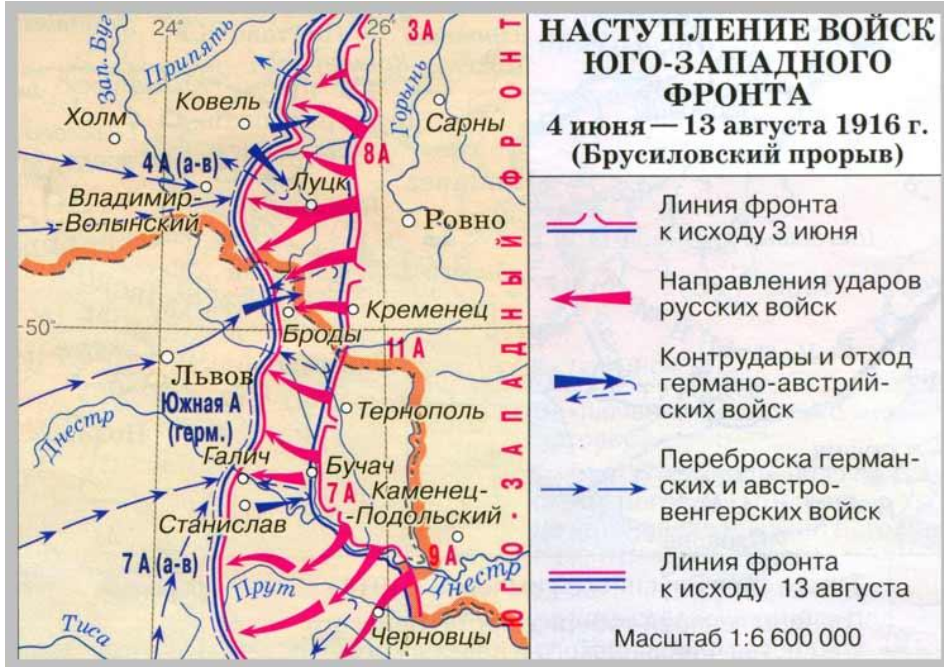 НАСТУПЛЕНИЕ ВОЙСК
ЮГО-ЗАПАДНОГО
ФРОНТА
4 июня — 13 августа 1916 г.
(Брусиловский прорыв)
Линия фронта
к исходу 3 июня
Направления ударов
русских войск
Контрудары и отход
германо-австрий-
ских войск
Переброска герман-
ских и австро-
венгерских войск
Линия фронта
к исходу 13 августа
Масштаб 1:6 600 000
24°
26°
3А
Зап. Буг
Припять
Горынь
Ковель
Холм
Сарны
8А
4 А (а-в)
Луцк
Владимир-
-Волынский
Ровно
ЮГО-ЗАПАДНЫЙ ФРОНТ
Кременец
50°
Броды
11 А
Львов
Южная А
(герм.)
Тернополь
Днестр
Галич
Бучач
7 А
Каменец-
-Подольский
Станислав
9 А
7 А (а-в)
Днестр
Прут
Тиса
Черновцы